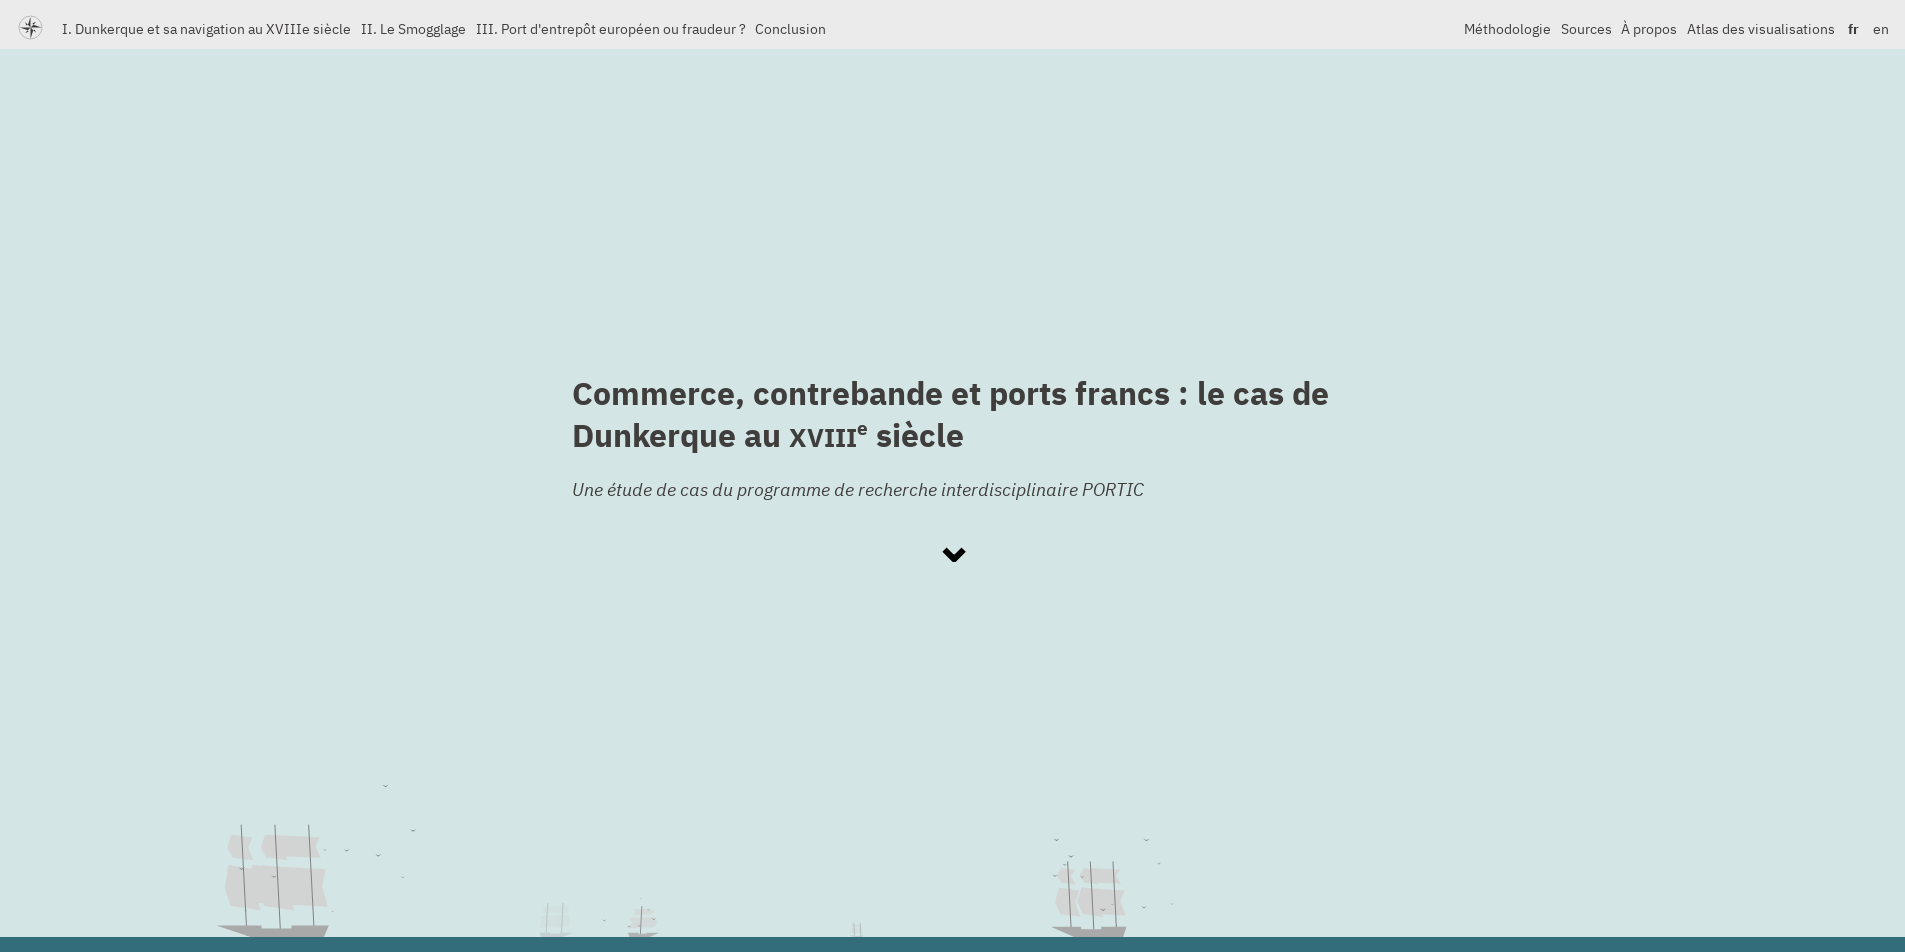 I. Dunkerque et sa navigation au XVIIIe siècle II. Le Smogglage III. Port d'entrepôt européen ou fraudeur ? Conclusion Méthodologie Sources À propos Atlas des visualisations fr en
Commerce, contrebande et ports francs : le cas de
Dunkerque au XVIIIe siècle
Une étude de cas du programme de recherche interdisciplinaire PORTIC